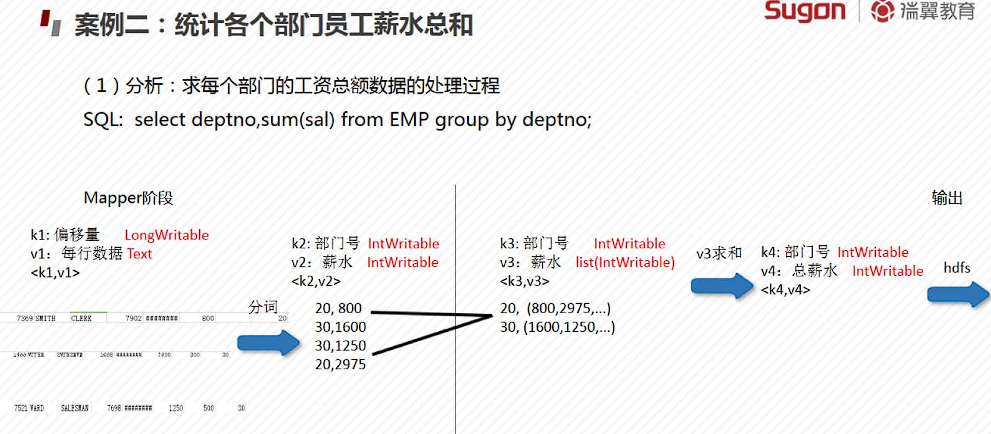 案例二：统计各个部门员工薪水总和
Sugon
瑞翼教育
（1）分析：求每个部门的工资总额数据的处理过程
SQL: select deptno,sum(sal) from EMP group by deptno;
Mapper阶段
k1: 偏移量 LongWritable
v1：每行数据 Text
<k1,v1>
7369 SMITH CLERK 7902 ######## 800 20
30
7521 WARD SALESMAN 7698 ######## 1250 500 30
分词
k2: 部门号 IntWritable
v2：薪水 IntWritable
<k2,v2>
20, 800
30,1600
30,1250
20,2975
k3: 部门号 IntWritable
v3：薪水 list(IntWritable)
<k3,v3>
20, (800,2975,...)
30, (1600,1250,...)
v3求和
k4: 部门号 IntWritable
v4：总薪水 IntWritable
<k4,v4>
输出
hdfs